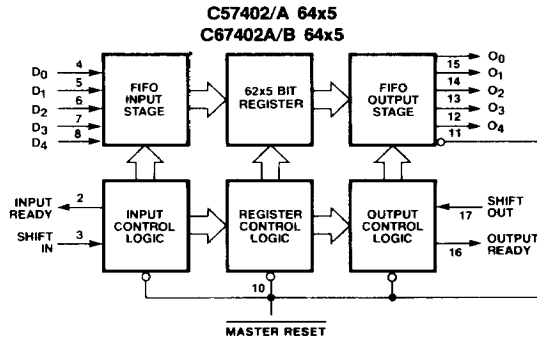 C57402/A 64x5
C67402A/B 64x5
D0
4
D1
5
D2
6
D3
7
D4
8
FIFO
INPUT
STAGE
62x5 BIT
REGISTER
FIFO
OUTPUT
STAGE
O0
15
O1
14
O2
13
O3
12
O4
11
INPUT
READY
2
SHIFT
IN
3
INPUT
CONTROL
LOGIC
REGISTER
CONTROL
LOGIC
OUTPUT
CONTROL
LOGIC
SHIFT
OUT
17
OUTPUT
READY
16
10
MASTER RESET